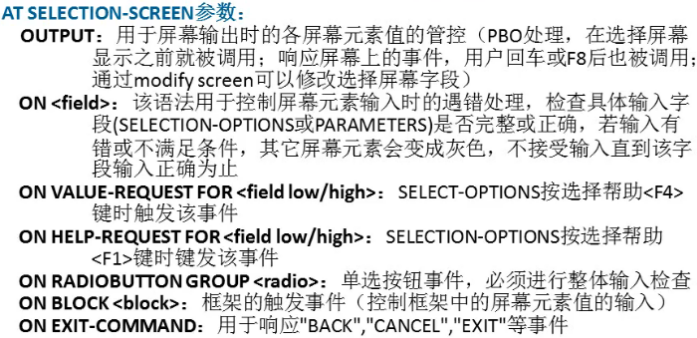 AT SELECTION-SCREEN参数：
OUTPUT：用于屏幕输出时的各屏幕元素值的管控（PBO处理，在选择屏幕
显示之前就被调用；响应屏幕上的事件，用户回车或F8后也被调用；
通过modify screen可以修改选择屏幕字段）
ON <field>：该语法用于控制屏幕元素输入时的遇错处理，检查具体输入字
段(SELECTION-OPTIONS或PARAMETERS)是否完整或正确，若输入有
错或不满足条件，其它屏幕元素会变成灰色，不接受输入直到该字
段输入正确为止
ON VALUE-REQUEST FOR <field low/high>：SELECT-OPTIONS按选择帮助<F4>
键时触发该事件
ON HELP-REQUEST FOR <field low/high>：SELECTION-OPTIONS按选择帮助
<F1>键时键发该事件
ON RADIOBUTTON GROUP <radio>：单选按钮事件，必须进行整体输入检查
ON BLOCK <block>：框架的触发事件（控制框架中的屏幕元素值的输入）
ON EXIT-COMMAND：用于响应"BACK","CANCEL","EXIT"等事件